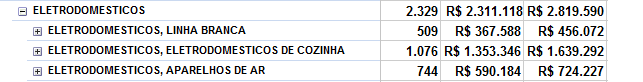 ELETRODOMESTICOS 2.329 R$ 2.311.118 R$ 2.819.590
ELETRODOMESTICOS, LINHA BRANCA 509 R$ 367.588 R$ 456.072
ELETRODOMESTICOS, ELETRODOMESTICOS DE COZINHA 1.076 R$ 1.353.346 R$ 1.639.292
ELETRODOMESTICOS, APARELHOS DE AR 744 R$ 590.184 R$ 724.227